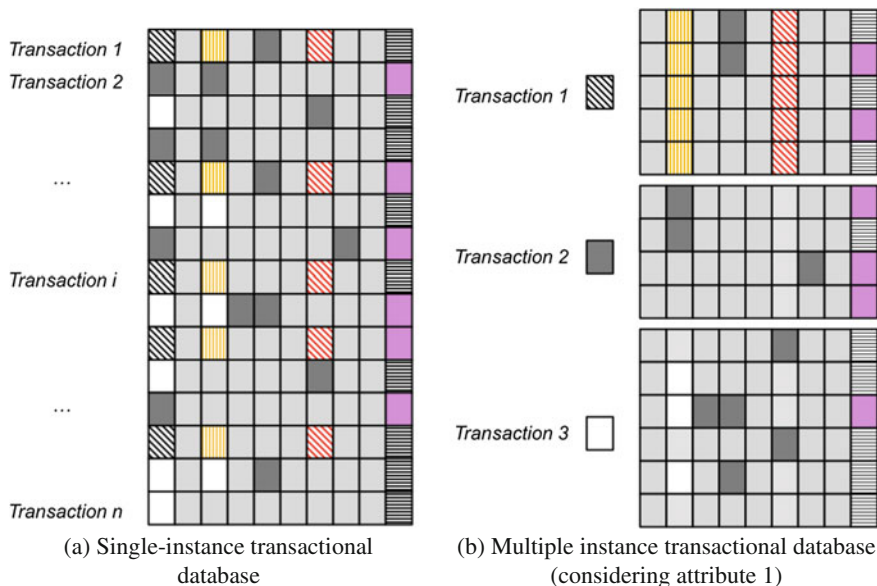 Transaction 1
Transaction 2
...
Transaction i
...
Transaction n
(a) Single-instance transactional
database
Transaction 1
Transaction 2
Transaction 3
(b) Multiple instance transactional database
(considering attribute 1)